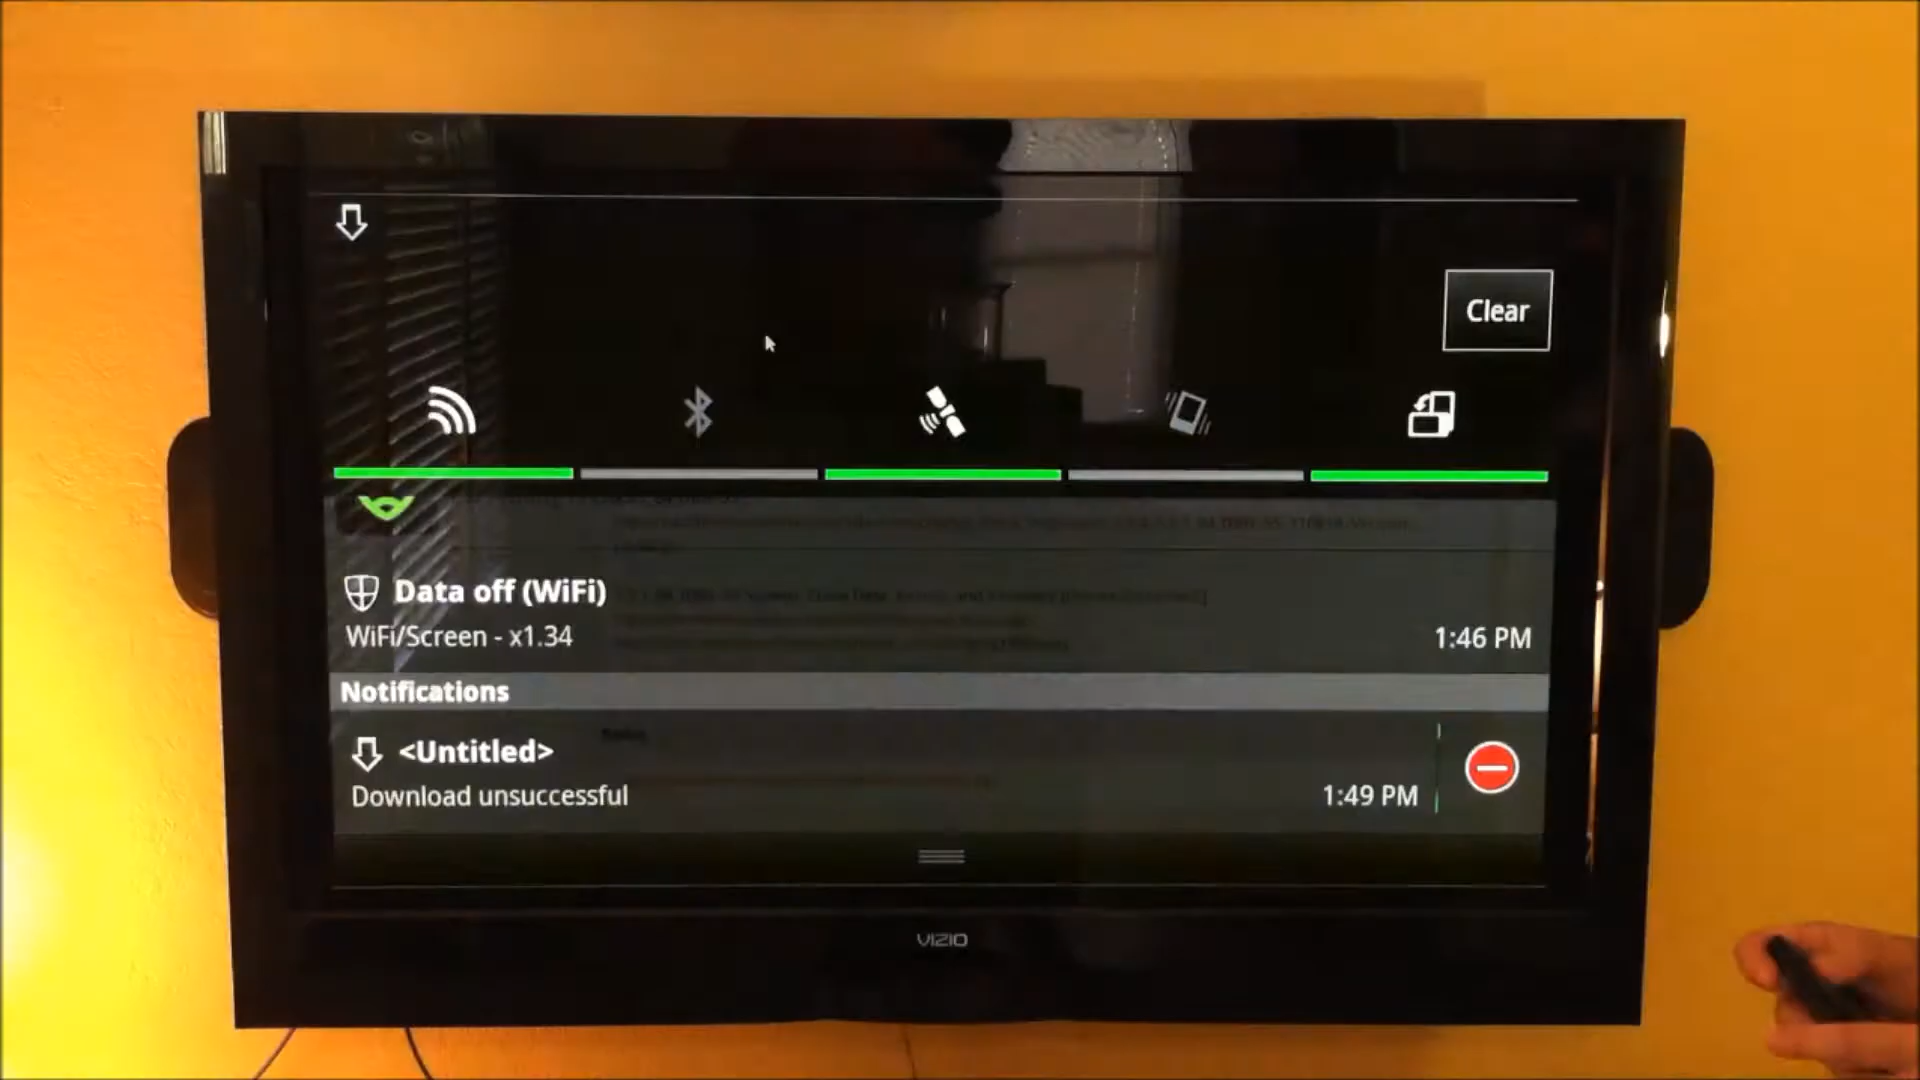 Clear
Data off (WiFi)
WiFi/Screen - x1.34
1:46 PM
Notifications
<Untitled>
Download unsuccessful
1:49 PM
VIZIO